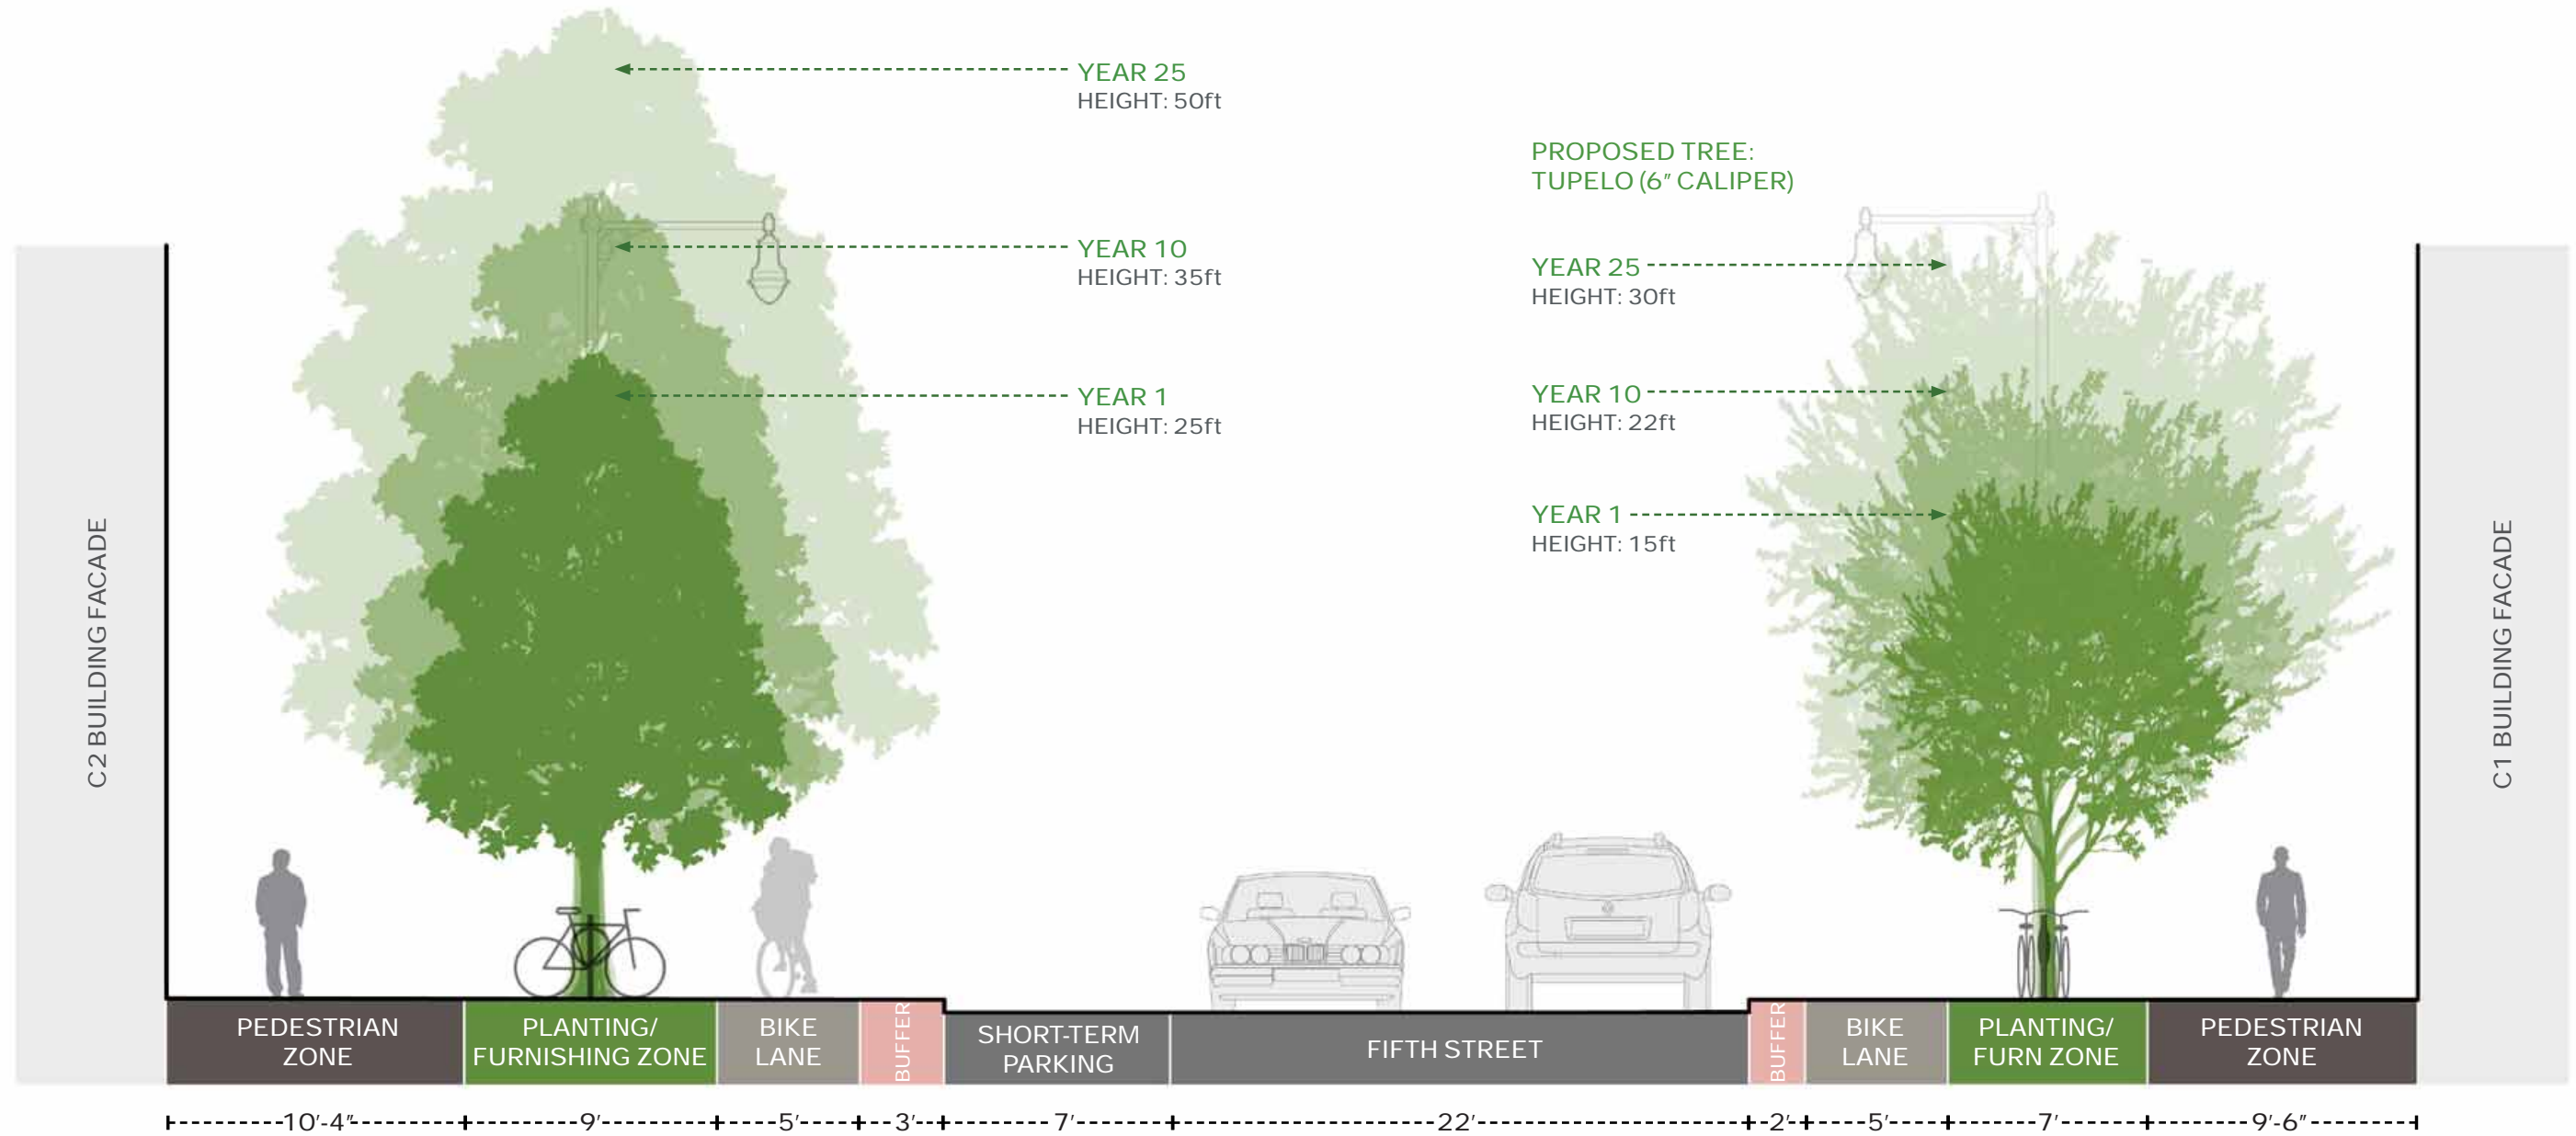 YEAR 25
HEIGHT: 50ft
YEAR 10
HEIGHT: 35ft
YEAR 1
HEIGHT: 25ft
PROPOSED TREE:
TUPELO (6" CALIPER)
YEAR 25
HEIGHT: 30ft
YEAR 10
HEIGHT: 22ft
YEAR 1
HEIGHT: 15ft
C2 BUILDING FACADE
C1 BUILDING FACADE
PEDESTRIAN
ZONE
PLANTING/
FURNISHING ZONE
BIKE
LANE
BUFFER
SHORT-TERM
PARKING
FIFTH STREET
BUFFER
BIKE
LANE
PLANTING/
FURN ZONE
PEDESTRIAN
ZONE
10'-4"
9'
5'
3'
7'
22'
2'
5'
7'
9'-6"